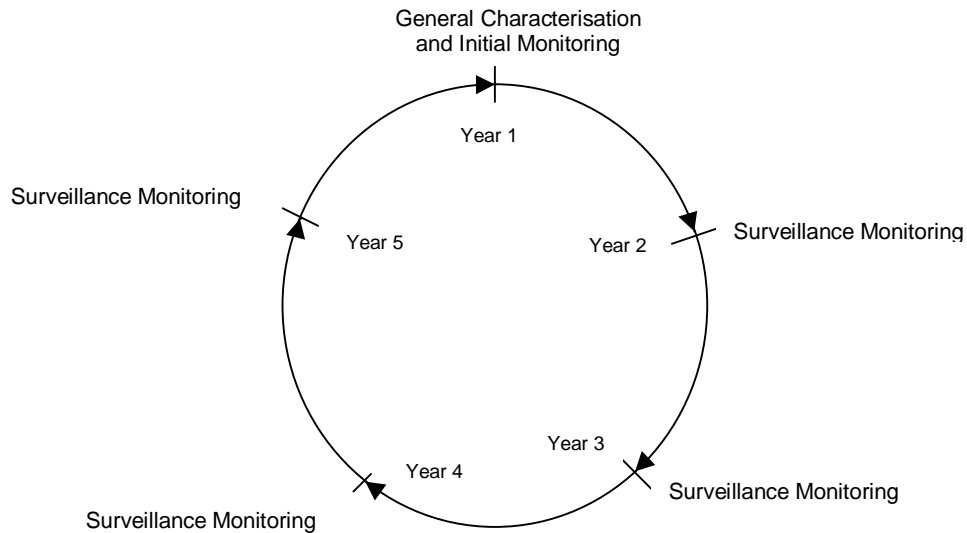 General Characterisation
and Initial Monitoring
Year 1
Surveillance Monitoring
Year 5
Year 2
Surveillance Monitoring
Year 3
Year 4
Surveillance Monitoring
Surveillance Monitoring